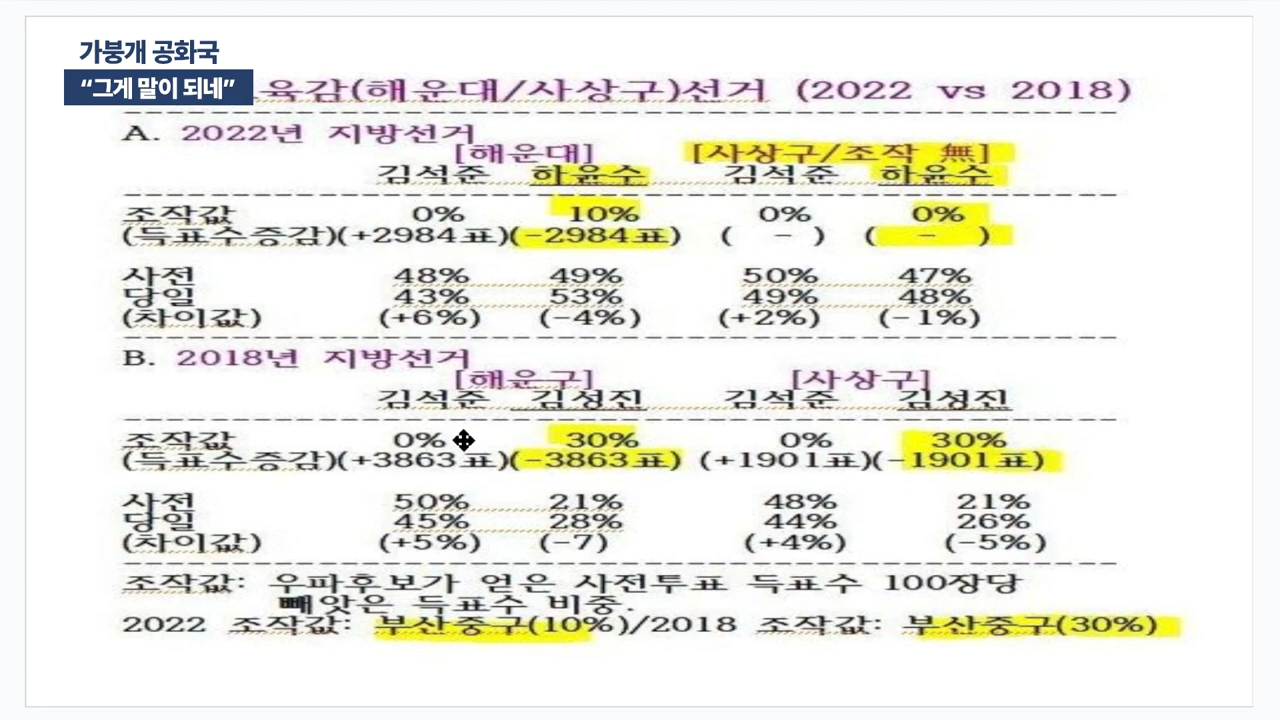 가붕개 공화국
“그게 말이 되네”
육감(해운대/사상구)선거 (2022 vs 2018)
A. 2022년 지방선거
[해운대] [사상구/조작 無]
김석준 하윤수 김석준 하윤수
조작값 0% 10% 0% 0%
(득표수증감)(+2984표)(-2984표) ( - ) ( - )
사전 48% 49% 50% 47%
당일 43% 53% 49% 48%
(차이값) (+6%) (-4%) (+2%) (-1%)
B. 2018년 지방선거
[해운구] [사상구]
김석준 김성진 김석준 김성진
조작값 0% 30% 0% 30%
(득표수증감)(+3863표)(-3863표) (+1901표)(-1901표)
사전 50% 21% 48% 21%
당일 45% 28% 44% 26%
(차이값) (+5%) (-7) (+4%) (-5%)
조작값: 우파후보가 얻은 사전투표 득표수 100장당
빼앗은 득표수 비중.
2022 조작값: 부산중구(10%)/2018 조작값: 부산중구(30%)